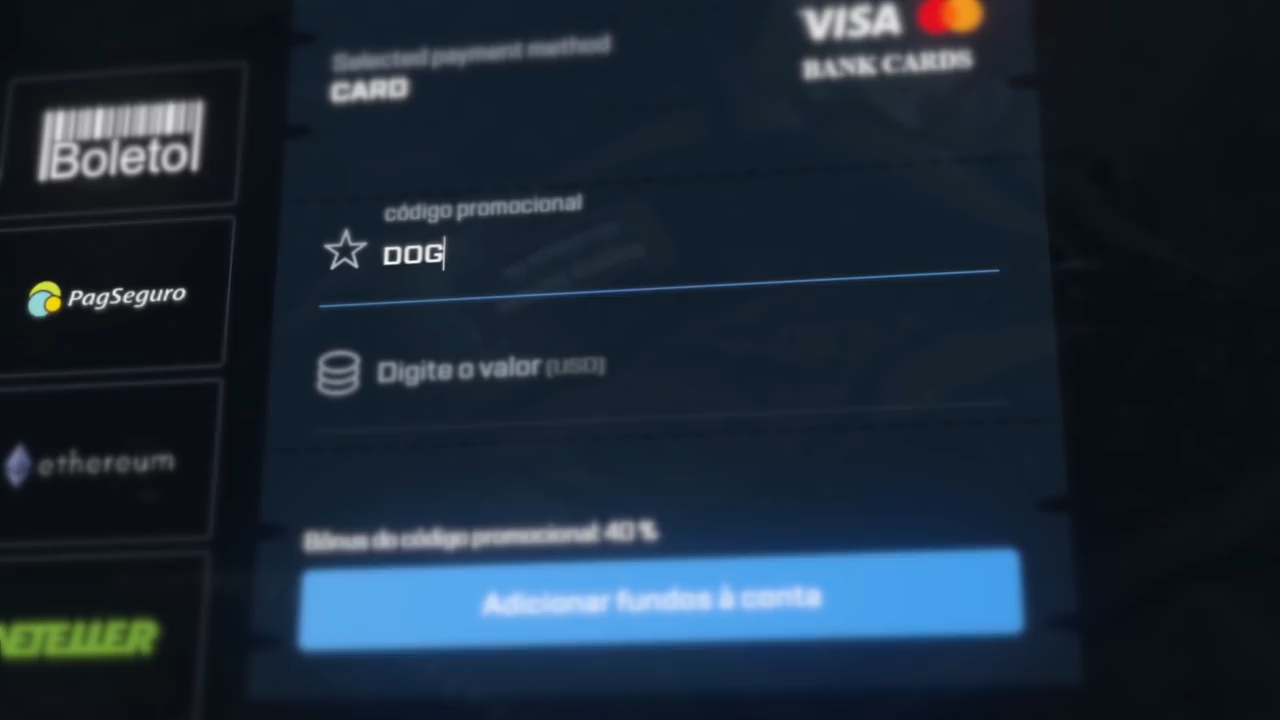 Selected payment method
CARD
VISA
BANK CARDS
Boleto
código promocional
DOG
PagSeguro
Digite o valor (USD)
ethereum
Bônus do código promocional: 40 %
Adicionar fundos à conta
NETELLER